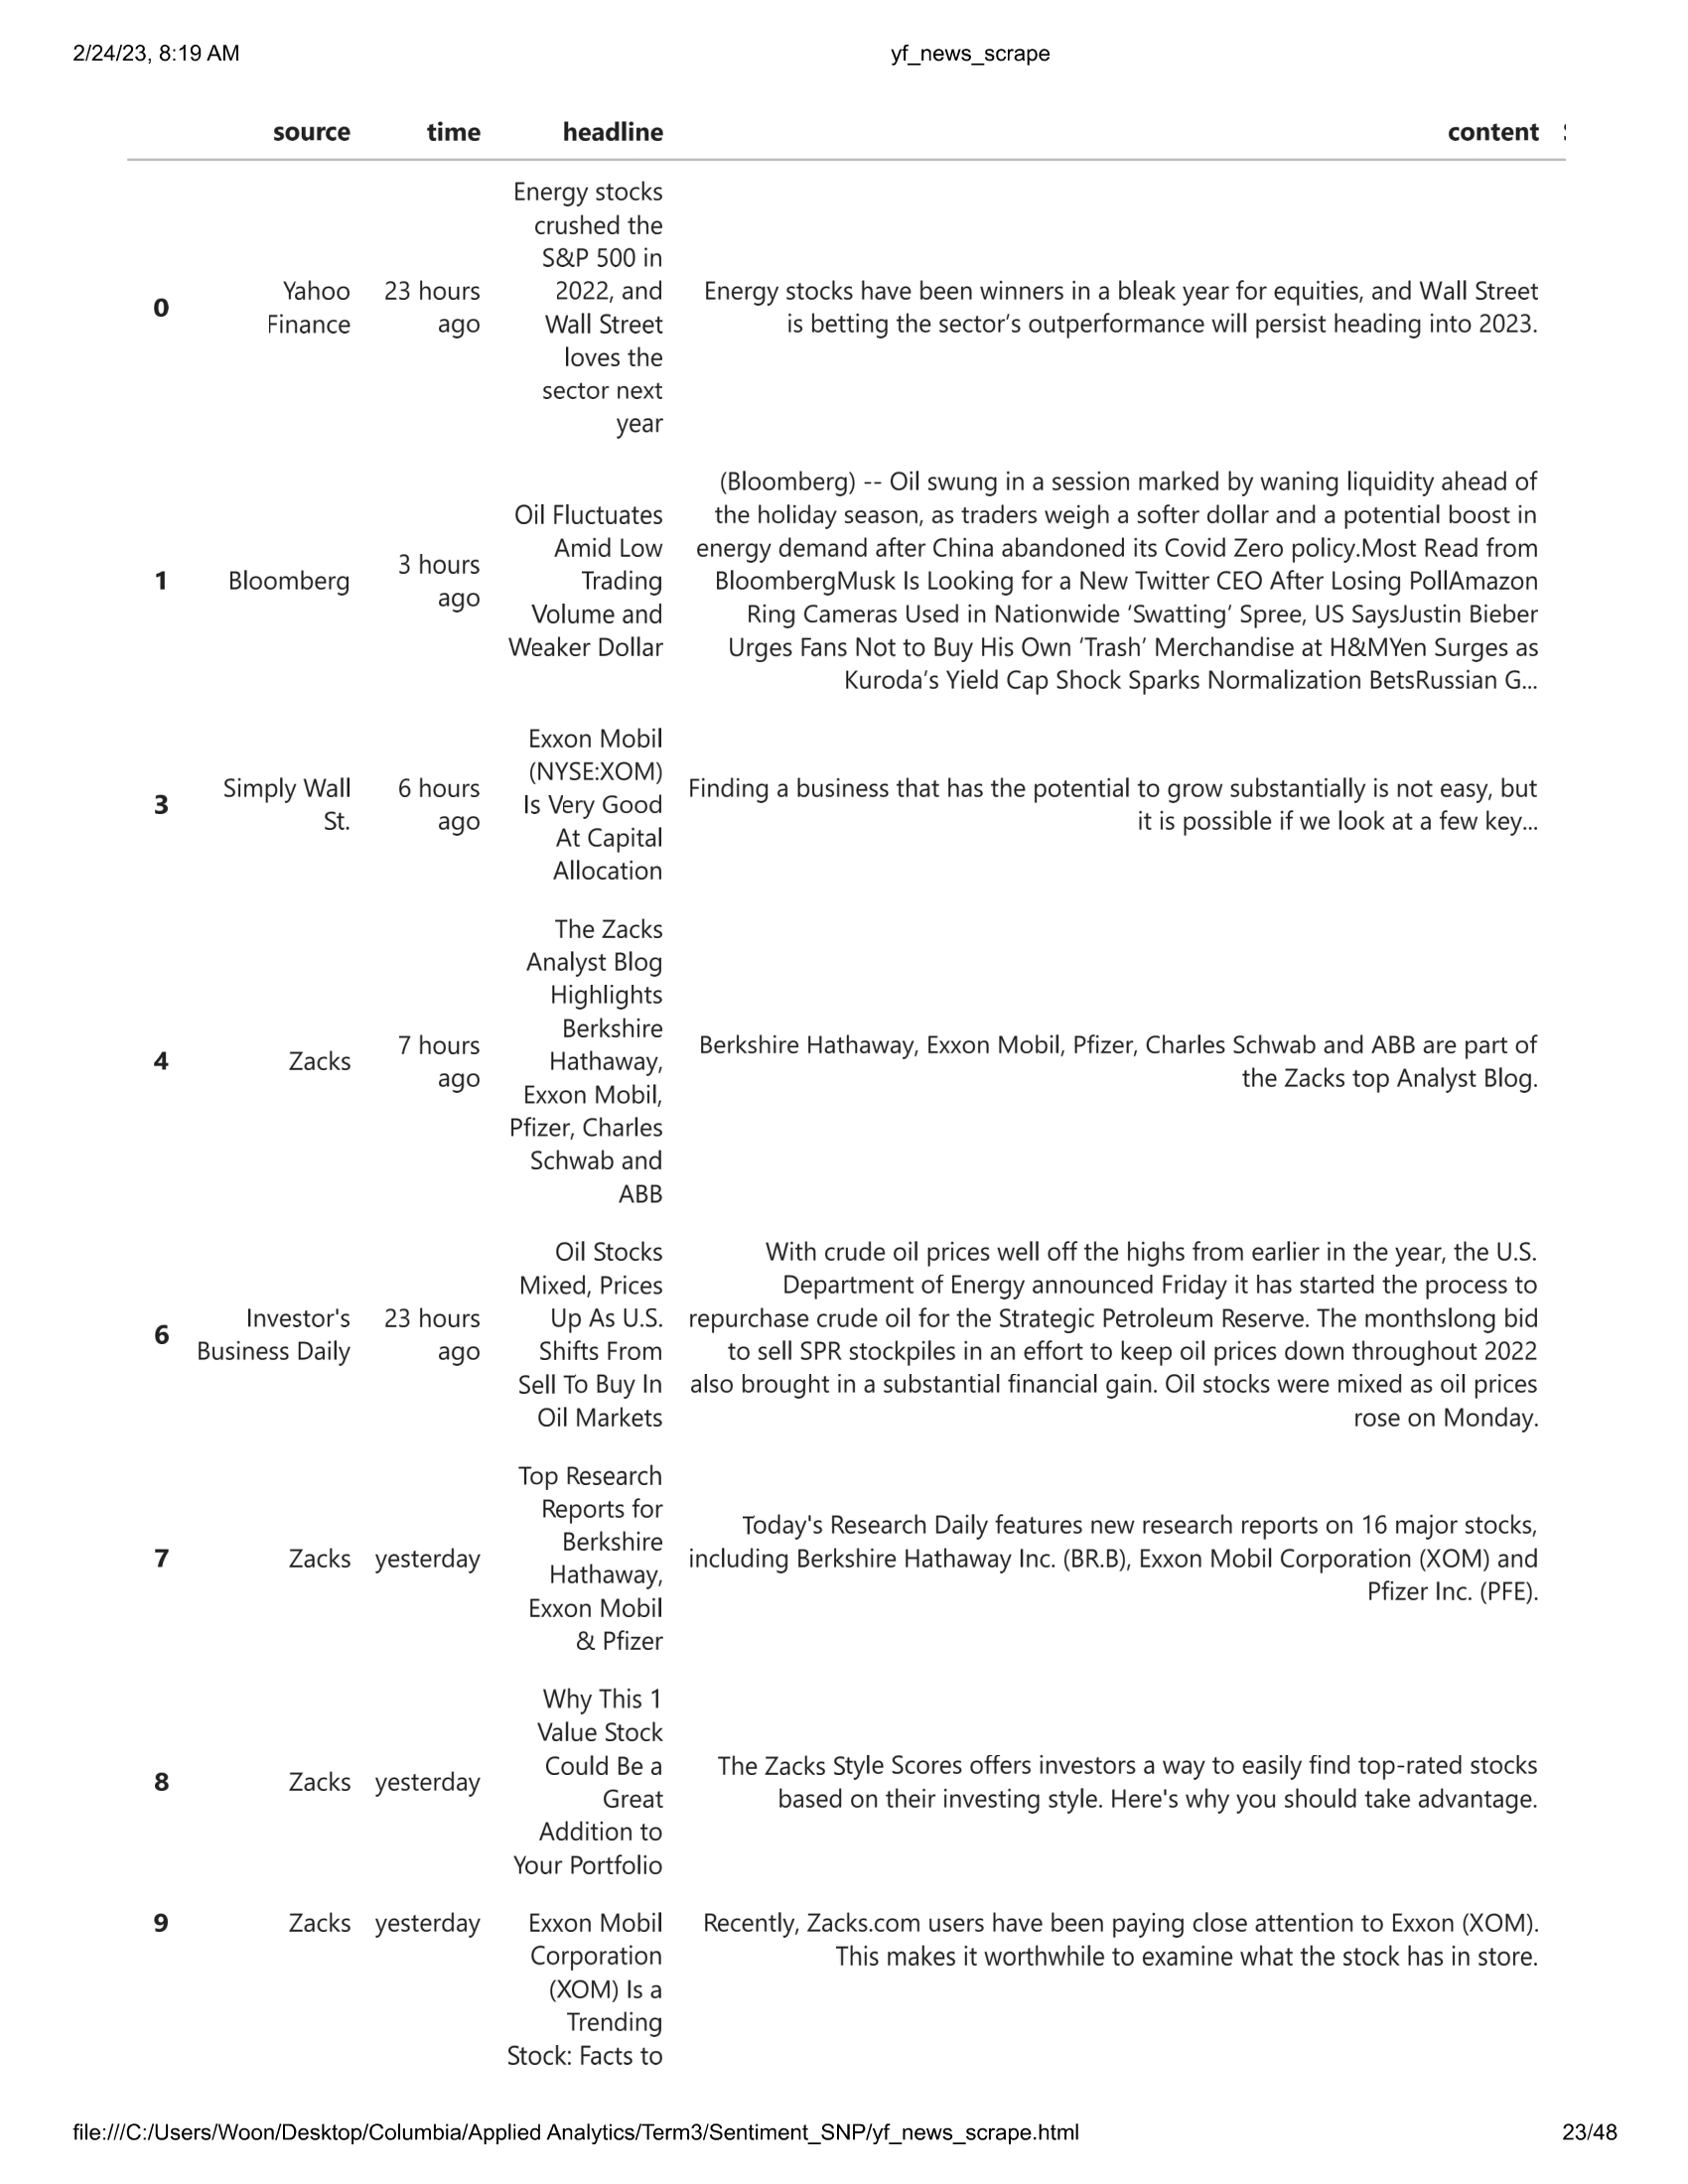 2/24/23, 8:19 AM yf_news_scrape
source time headline content
0 Yahoo Finance 23 hours ago Energy stocks crushed the S&P 500 in 2022, and Wall Street loves the sector next year Energy stocks have been winners in a bleak year for equities, and Wall Street is betting the sector’s outperformance will persist heading into 2023.
1 Bloomberg 3 hours ago Oil Fluctuates Amid Low Trading Volume and Weaker Dollar (Bloomberg) -- Oil swung in a session marked by waning liquidity ahead of the holiday season, as traders weigh a softer dollar and a potential boost in energy demand after China abandoned its Covid Zero policy.Most Read from BloombergMusk Is Looking for a New Twitter CEO After Losing PollAmazon Ring Cameras Used in Nationwide ‘Swatting’ Spree, US SaysJustin Bieber Urges Fans Not to Buy His Own ‘Trash’ Merchandise at H&MYen Surges as Kuroda’s Yield Cap Shock Sparks Normalization BetsRussian G...
3 Simply Wall St. 6 hours ago Exxon Mobil (NYSE:XOM) Is Very Good At Capital Allocation Finding a business that has the potential to grow substantially is not easy, but it is possible if we look at a few key...
4 Zacks 7 hours ago The Zacks Analyst Blog Highlights Berkshire Hathaway, Exxon Mobil, Pfizer, Charles Schwab and ABB Berkshire Hathaway, Exxon Mobil, Pfizer, Charles Schwab and ABB are part of the Zacks top Analyst Blog.
6 Investor's Business Daily 23 hours ago Oil Stocks Mixed, Prices Up As U.S. Shifts From Sell To Buy In Oil Markets With crude oil prices well off the highs from earlier in the year, the U.S. Department of Energy announced Friday it has started the process to repurchase crude oil for the Strategic Petroleum Reserve. The monthslong bid to sell SPR stockpiles in an effort to keep oil prices down throughout 2022 also brought in a substantial financial gain. Oil stocks were mixed as oil prices rose on Monday.
7 Zacks yesterday Top Research Reports for Berkshire Hathaway, Exxon Mobil & Pfizer Today's Research Daily features new research reports on 16 major stocks, including Berkshire Hathaway Inc. (BR.B), Exxon Mobil Corporation (XOM) and Pfizer Inc. (PFE).
8 Zacks yesterday Why This 1 Value Stock Could Be a Great Addition to Your Portfolio The Zacks Style Scores offers investors a way to easily find top-rated stocks based on their investing style. Here's why you should take advantage.
9 Zacks yesterday Exxon Mobil Corporation (XOM) Is a Trending Stock: Facts to Recently, Zacks.com users have been paying close attention to Exxon (XOM). This makes it worthwhile to examine what the stock has in store.
file:///C:/Users/Woon/Desktop/Columbia/Applied Analytics/Term3/Sentiment_SNP/yf_news_scrape.html 23/48